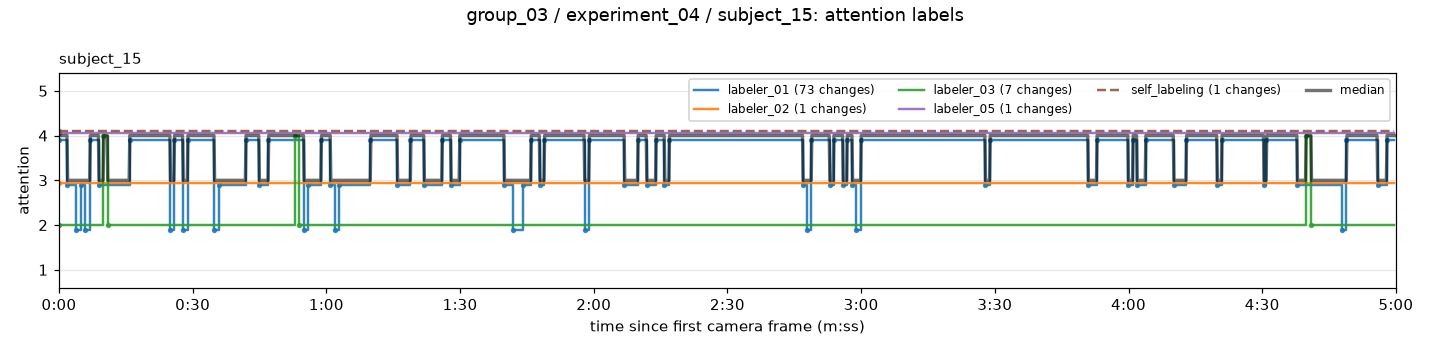 group_03 / experiment_04 / subject_15: attention labels
subject_15
labeler_01 (73 changes)
labeler_02 (1 changes)
labeler_03 (7 changes)
labeler_05 (1 changes)
self_labeling (1 changes)
median
attention
5
4
3
2
1
0:00 0:30 1:00 1:30 2:00 2:30 3:00 3:30 4:00 4:30 5:00
time since first camera frame (m:ss)